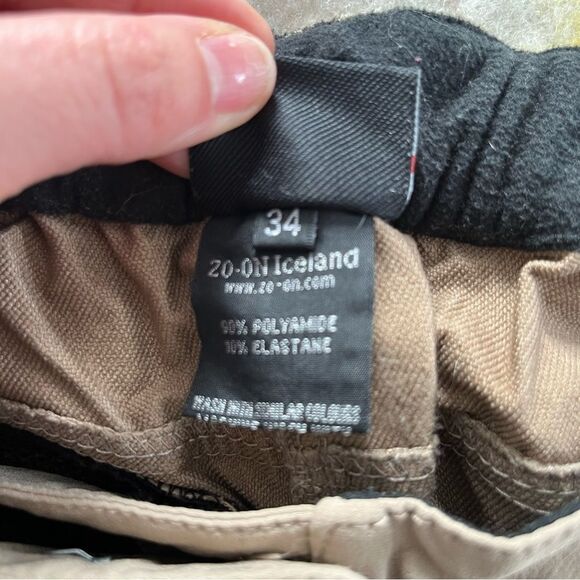 34
ZO-ON Iceland
www.zo-on.com
90% POLYAMIDE
10% ELASTANE
WASH WITH SIMILAR COLOURS